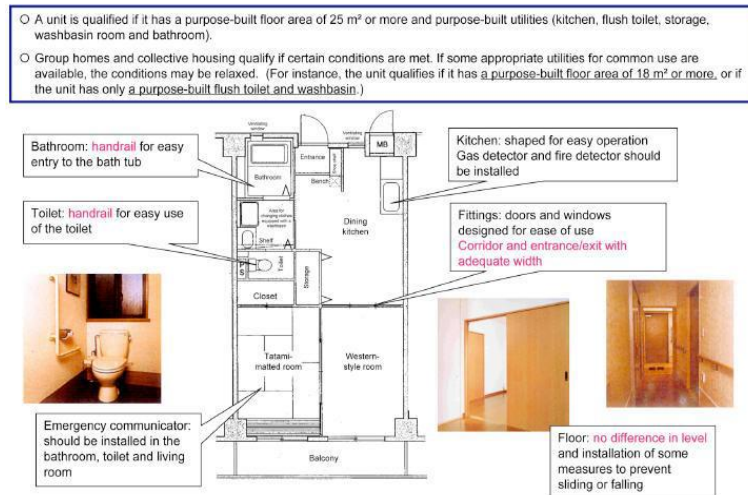 ○ A unit is qualified if it has a purpose-built floor area of 25 m² or more and purpose-built utilities (kitchen, flush toilet, storage,
washbasin room and bathroom).
○ Group homes and collective housing qualify if certain conditions are met. If some appropriate utilities for common use are
available, the conditions may be relaxed. (For instance, the unit qualifies if it has a purpose-built floor area of 18 m² or more, or if
the unit has only a purpose-built flush toilet and washbasin.)
Bathroom: handrail for easy
entry to the bath tub
Toilet: handrail for easy use
of the toilet
Emergency communicator:
should be installed in the
bathroom, toilet and living
room
Ventilating
window
Ventilating
window
MB
Entrance
Bathroom
Bench
Dining
kitchen
Shelf
Toilet
PS
Storage
Closet
Tatami-
matted room
Western-
style room
Balcony
Kitchen: shaped for easy operation
Gas detector and fire detector should
be installed
Fittings: doors and windows
designed for ease of use
Corridor and entrance/exit with
adequate width
Floor: no difference in level
and installation of some
measures to prevent
sliding or falling